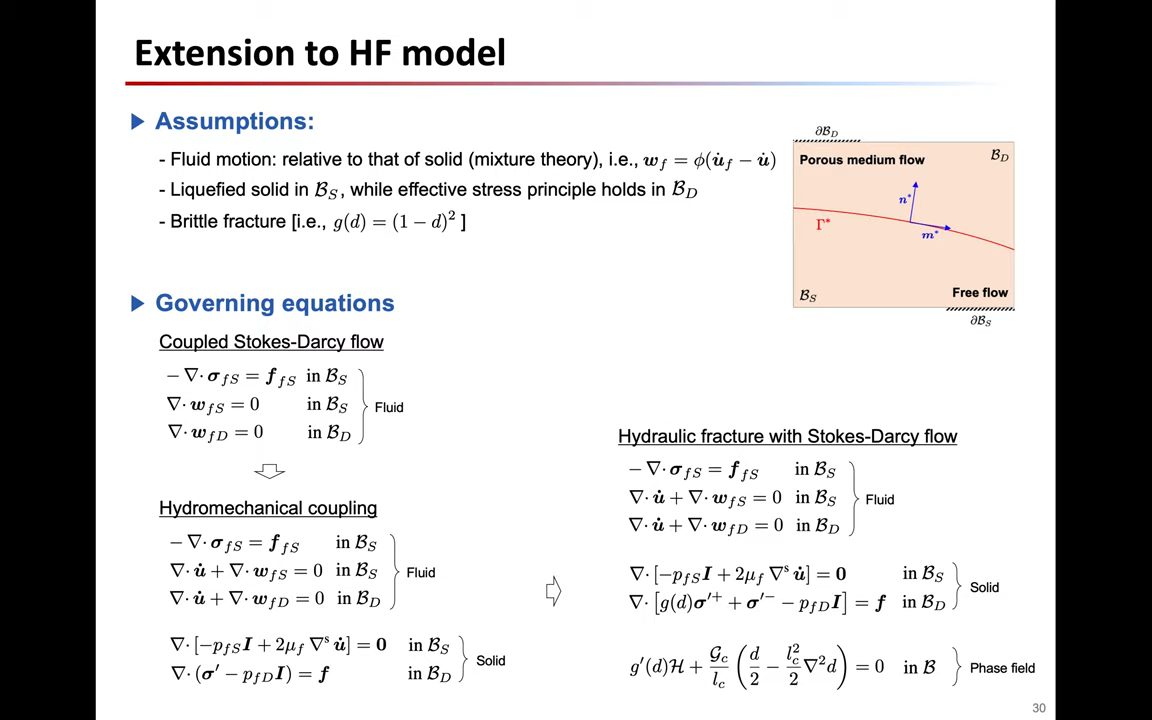 Extension to HF model
Assumptions:
- Fluid motion: relative to that of solid (mixture theory), i.e., 𝒘_f = ϕ(u̇_f − u̇)
- Liquefied solid in ℬ_S, while effective stress principle holds in ℬ_D
- Brittle fracture [i.e., g(d) = (1 − d)² ]
∂ℬ_D
Porous medium flow
ℬ_D
n*
Γ*
m*
ℬ_S
Free flow
∂ℬ_S
Governing equations
Coupled Stokes-Darcy flow
− ∇· σ_fS = f_fS in ℬ_S
∇· w_fS = 0 in ℬ_S
∇· w_fD = 0 in ℬ_D
Fluid
Hydromechanical coupling
− ∇· σ_fS = f_fS in ℬ_S
∇· u̇ + ∇· w_fS = 0 in ℬ_S
∇· u̇ + ∇· w_fD = 0 in ℬ_D
Fluid
∇· [−p_fS I + 2μ_f ∇ˢ u̇] = 0 in ℬ_S
∇· (σ′ − p_fD I) = f in ℬ_D
Solid
Hydraulic fracture with Stokes-Darcy flow
− ∇· σ_fS = f_fS in ℬ_S
∇· u̇ + ∇· w_fS = 0 in ℬ_S
∇· u̇ + ∇· w_fD = 0 in ℬ_D
Fluid
∇· [−p_fS I + 2μ_f ∇ˢ u̇] = 0 in ℬ_S
∇· [g(d)σ′⁺ + σ′⁻ − p_fD I] = f in ℬ_D
Solid
g′(d)ℋ + 𝒢_c/l_c (d/2 − l_c²/2 ∇²d) = 0 in ℬ
Phase field
30